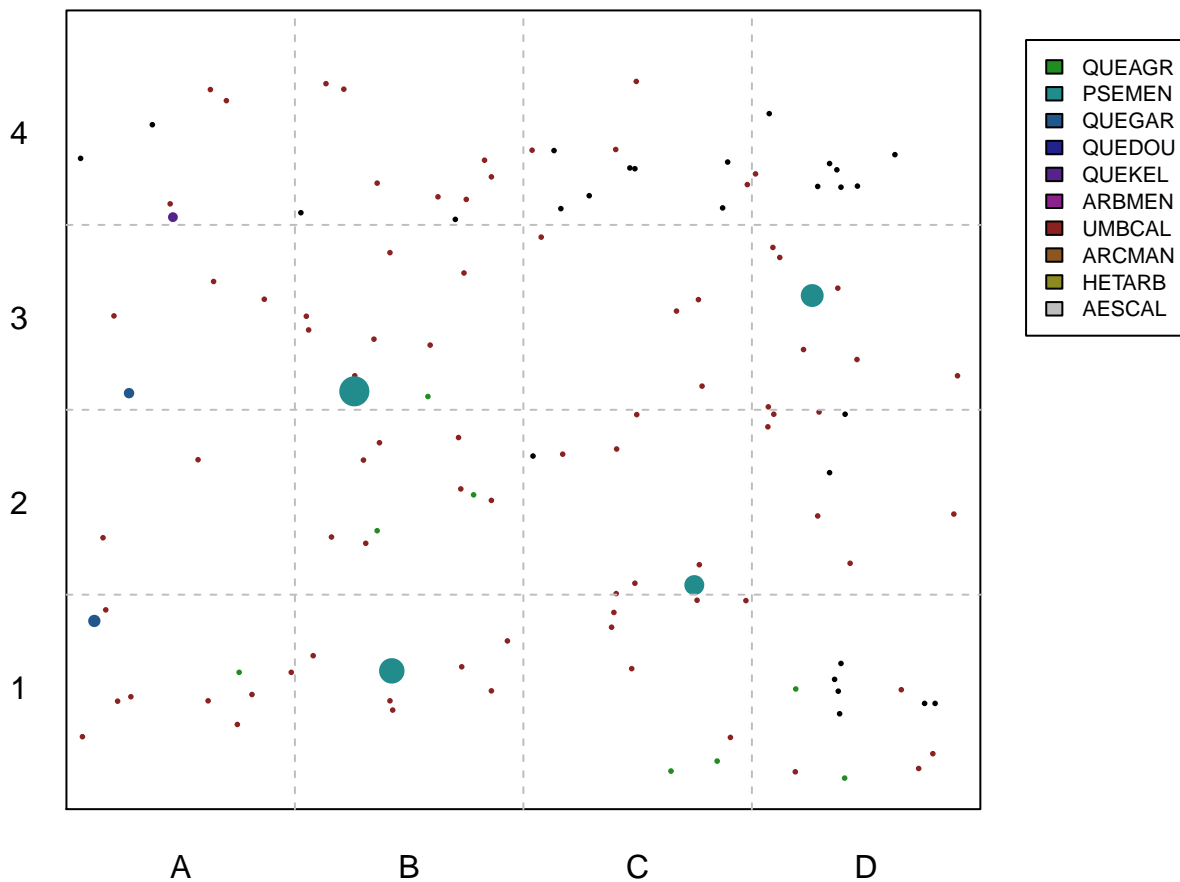 4
3
2
1
A B C D
QUEAGR
PSEMEN
QUEGAR
QUEDOU
QUEKEL
ARBMEN
UMBCAL
ARCMAN
HETARB
AESCAL